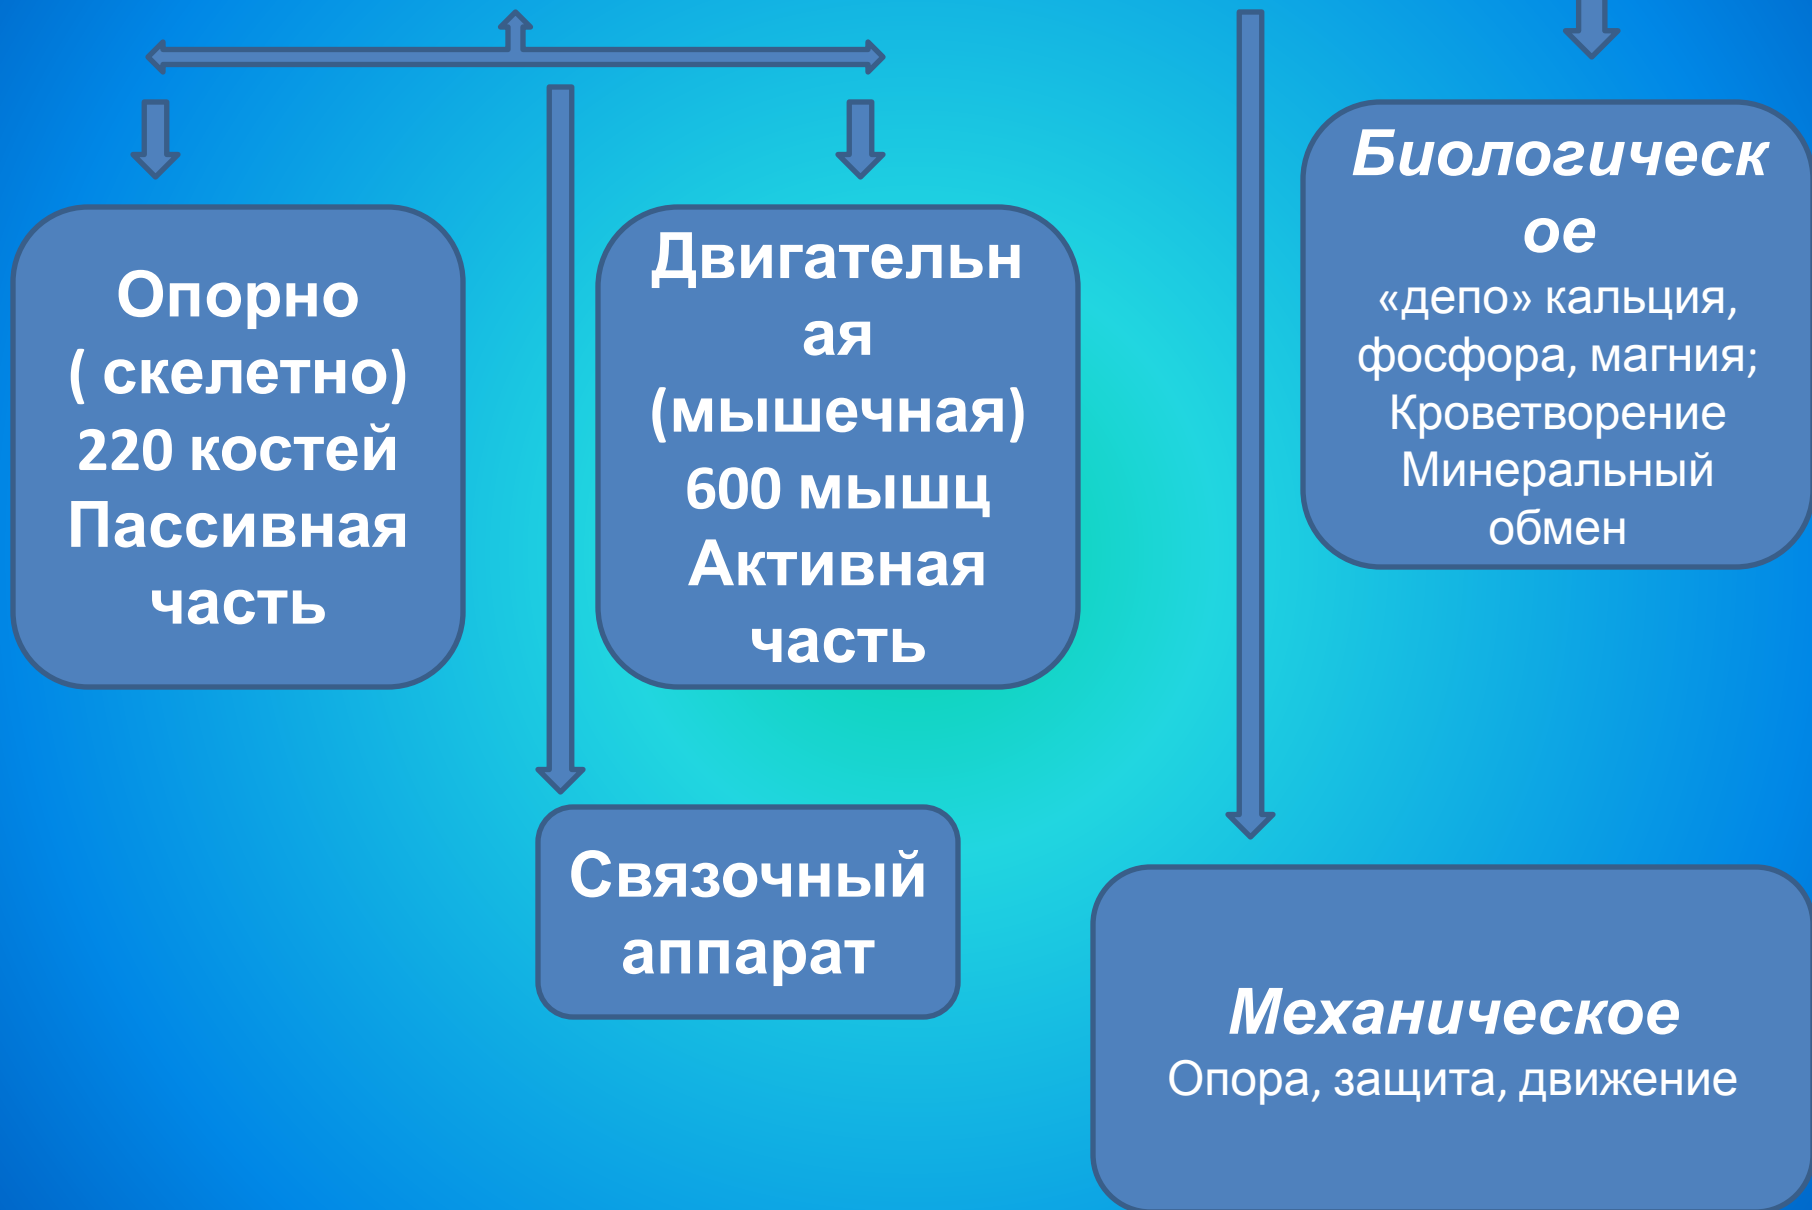 Опорно
( скелетно)
220 костей
Пассивная
часть
Двигательн
ая
(мышечная)
600 мышц
Активная
часть
Связочный
аппарат
Биологическ
ое
«депо» кальция,
фосфора, магния;
Кроветворение
Минеральный
обмен
Механическое
Опора, защита, движение